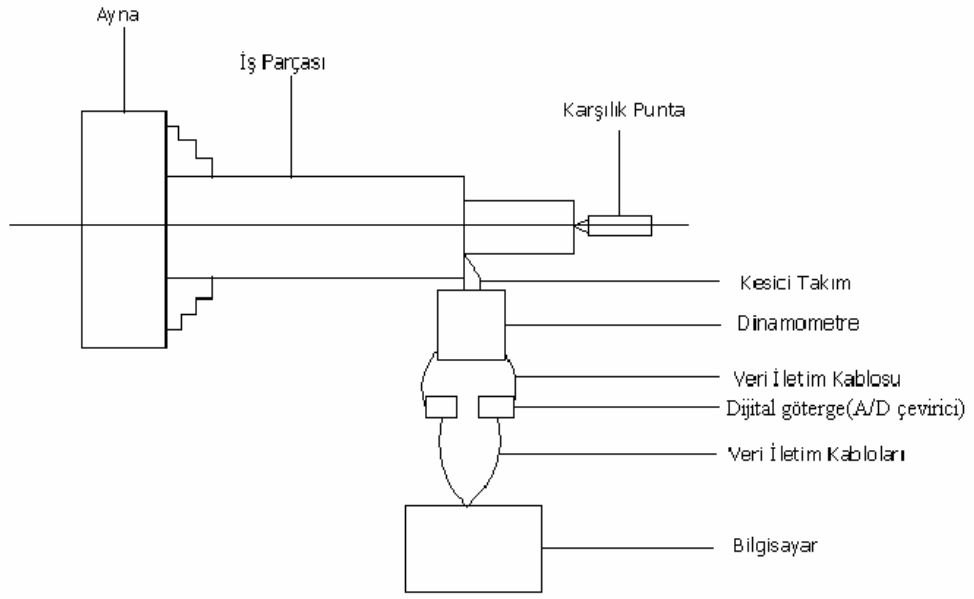 Ayna
İş Parçası
Karşılık Punta
Kesici Takım
Dinamometre
Veri İletim Kablosu
Dijital göterge(A/D çevirici)
Veri İletim Kabloları
Bilgisayar